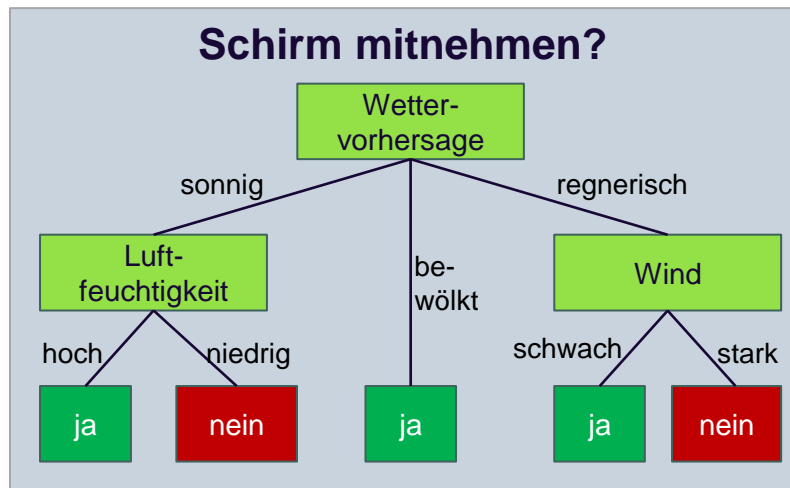 Schirm mitnehmen?
Wetter-
vorhersage
sonnig
regnerisch
Luft-
feuchtigkeit
be-
wölkt
Wind
hoch
niedrig
schwach
stark
ja
nein
ja
ja
nein